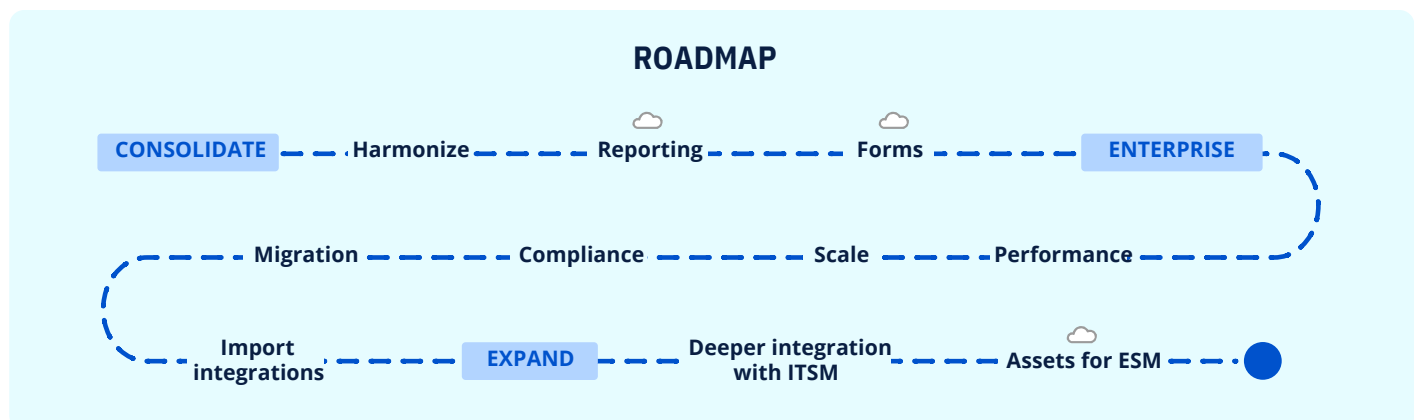 ROADMAP
CONSOLIDATE
Harmonize
Reporting
Forms
ENTERPRISE
Migration
Compliance
Scale
Performance
Import
integrations
EXPAND
Deeper integration
with ITSM
Assets for ESM